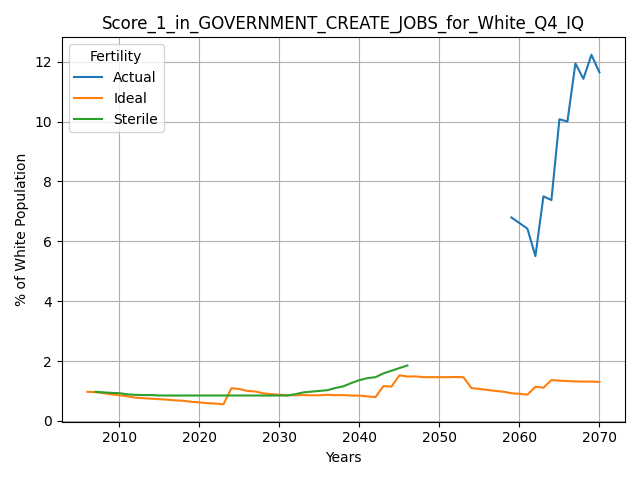 Score_1_in_GOVERNMENT_CREATE_JOBS_for_White_Q4_IQ
Fertility
Actual
Ideal
Sterile
% of White Population
12
10
8
6
4
2
0
2010 2020 2030 2040 2050 2060 2070
Years